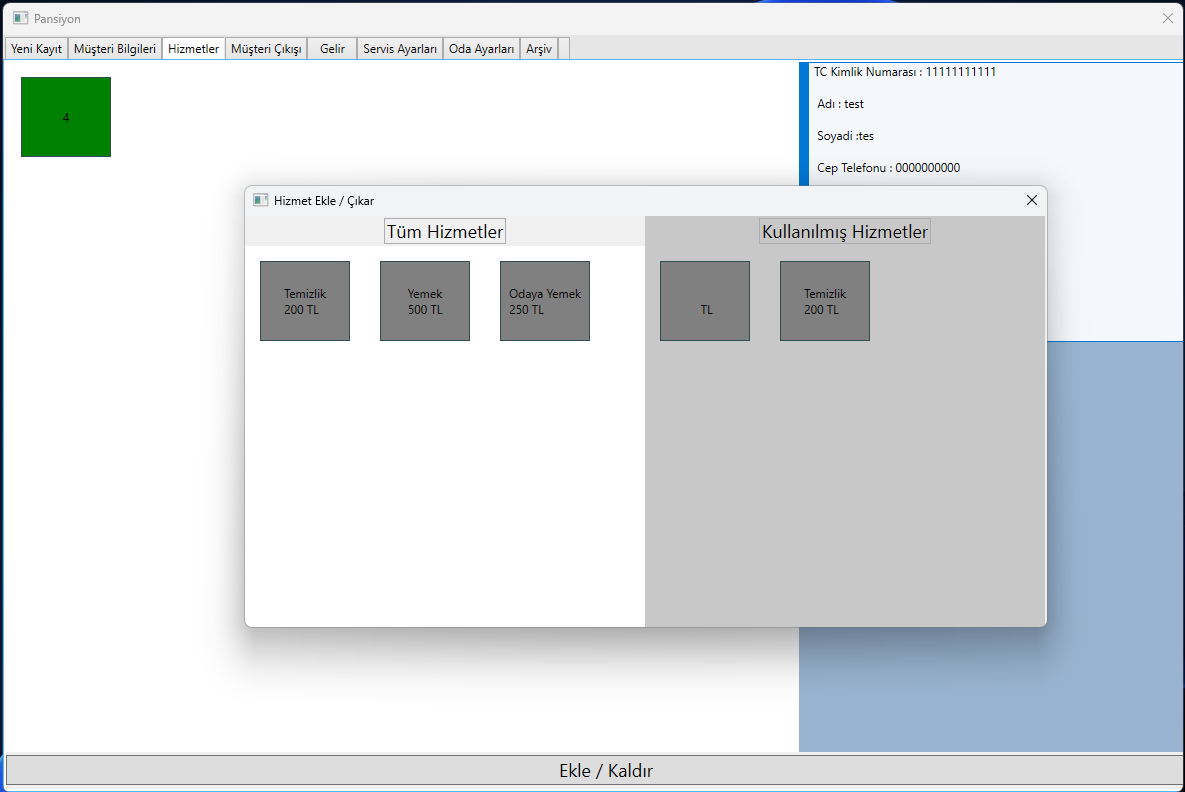 Pansiyon
Yeni Kayıt Müşteri Bilgileri Hizmetler Müşteri Çıkışı Gelir Servis Ayarları Oda Ayarları Arşiv
4
TC Kimlik Numarası : 11111111111
Adı : test
Soyadi :tes
Cep Telefonu : 0000000000
Hizmet Ekle / Çıkar
Tüm Hizmetler
Temizlik
200 TL
Yemek
500 TL
Odaya Yemek
250 TL
Kullanılmış Hizmetler
TL
Temizlik
200 TL
Ekle / Kaldır